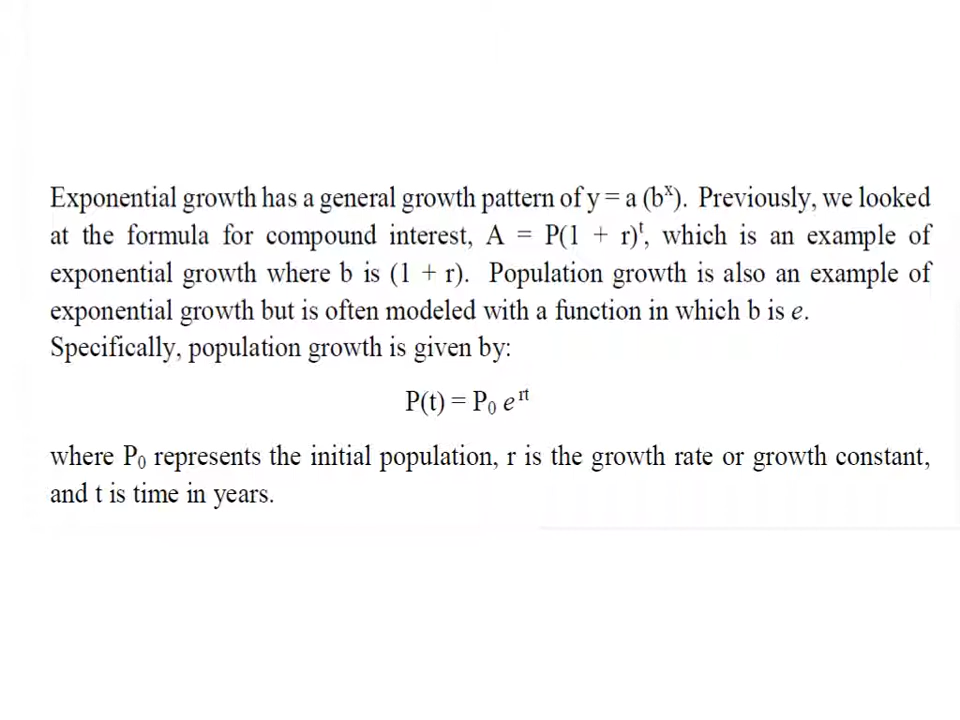 Exponential growth has a general growth pattern of y = a (bˣ). Previously, we looked
at the formula for compound interest, A = P(1 + r)ᵗ, which is an example of
exponential growth where b is (1 + r). Population growth is also an example of
exponential growth but is often modeled with a function in which b is e.
Specifically, population growth is given by:
P(t) = P₀ eʳᵗ
where P₀ represents the initial population, r is the growth rate or growth constant,
and t is time in years.